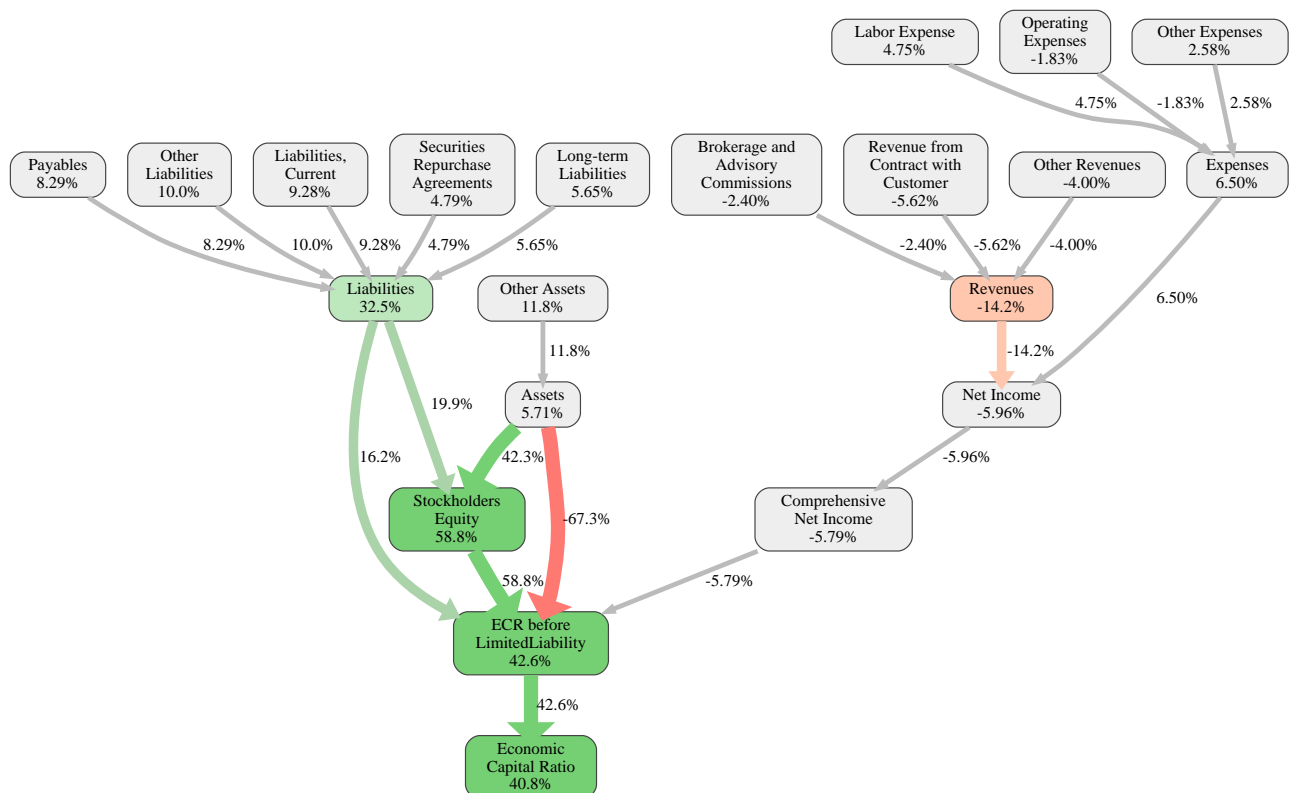 Labor Expense
4.75%
Operating
Expenses
-1.83%
Other Expenses
2.58%
4.75%
-1.83%
2.58%
Payables
8.29%
Other
Liabilities
10.0%
Liabilities,
Current
9.28%
Securities
Repurchase
Agreements
4.79%
Long-term
Liabilities
5.65%
Brokerage and
Advisory
Commissions
-2.40%
Revenue from
Contract with
Customer
-5.62%
Other Revenues
-4.00%
Expenses
6.50%
8.29%
10.0%
9.28%
4.79%
5.65%
-2.40%
-5.62%
-4.00%
6.50%
Liabilities
32.5%
Other Assets
11.8%
Revenues
-14.2%
11.8%
-14.2%
Assets
5.71%
Net Income
-5.96%
19.9%
16.2%
42.3%
-67.3%
-5.96%
Stockholders
Equity
58.8%
Comprehensive
Net Income
-5.79%
58.8%
-5.79%
ECR before
LimitedLiability
42.6%
42.6%
Economic
Capital Ratio
40.8%